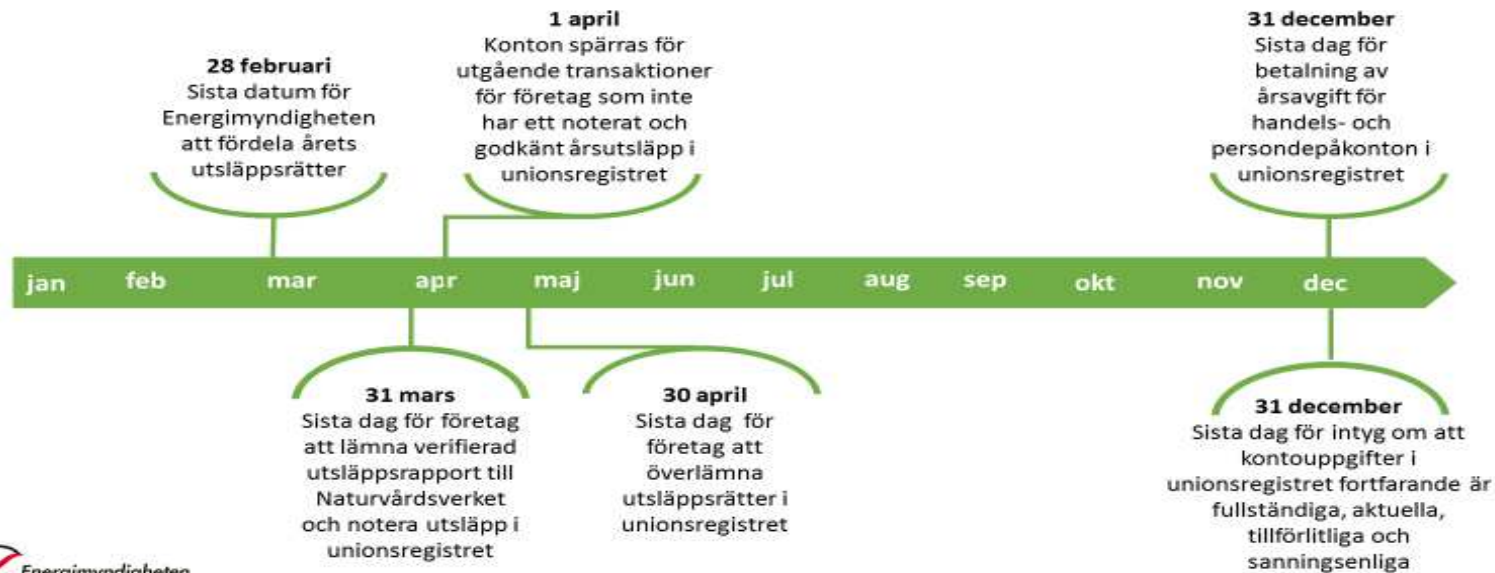 1 april
Konton spärras för
utgående transaktioner
för företag som inte
har ett noterat och
godkänt årsutsläpp i
unionsregistret
31 december
Sista dag för
betalning av
årsavgift för
handels- och
persondepåkonton i
unionsregistret
28 februari
Sista datum för
Energimyndigheten
att fördela årets
utsläppsrätter
jan feb mar apr maj jun jul aug sep okt nov dec
31 mars
Sista dag för företag
att lämna verifierad
utsläppsrapport till
Naturvårdsverket
och notera utsläpp i
unionsregistret
30 april
Sista dag för
företag att
överlämna
utsläppsrätter i
unionsregistret
31 december
Sista dag för intyg om att
kontouppgifter i
unionsregistret fortfarande är
fullständiga, aktuella,
tillförlitliga och
sanningsenliga
Energimyndigheten